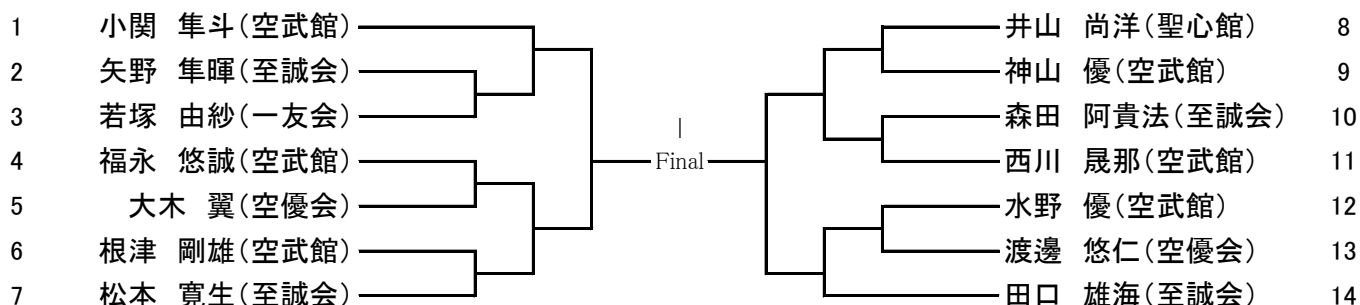 1 小関 隼斗(空武館)
2 矢野 隼暉(至誠会)
3 若塚 由紗(一友会)
4 福永 悠誠(空武館)
5 大木 翼(空優会)
6 根津 剛雄(空武館)
7 松本 寛生(至誠会)
|
Final
井山 尚洋(聖心館) 8
神山 優(空武館) 9
森田 阿貴法(至誠会) 10
西川 晟那(空武館) 11
水野 優(空武館) 12
渡邊 悠仁(空優会) 13
田口 雄海(至誠会) 14